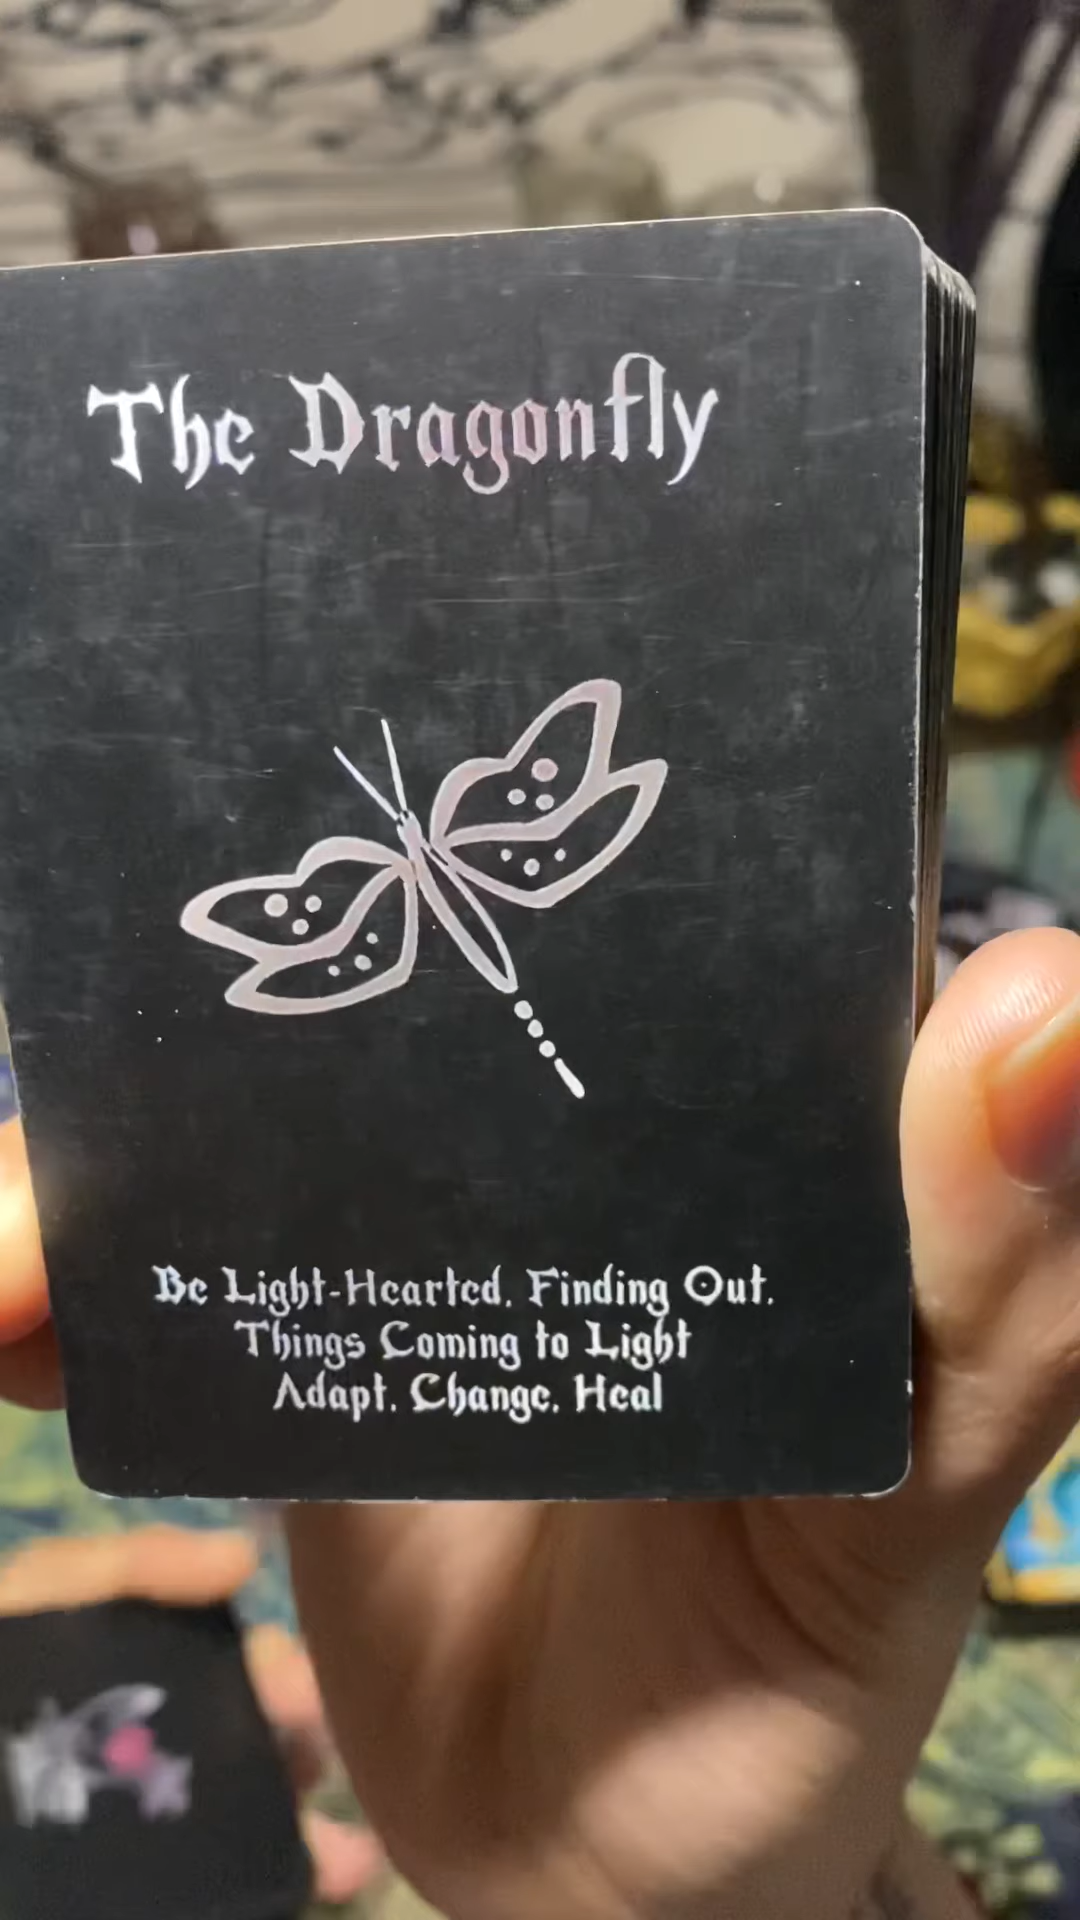 The Dragonfly
Be Light-Hearted. Finding Out.
Things Coming to Light
Adapt. Change. Heal